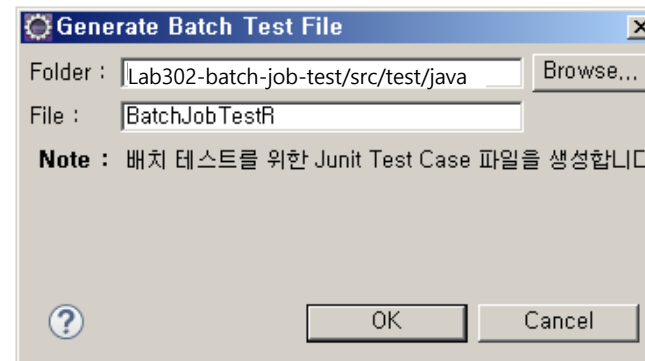 Generate Batch Test File
Folder : Lab302-batch-job-test/src/test/java Browse...
File : BatchJobTestR
Note : 배치 테스트를 위한 Junit Test Case 파일을 생성합니다
OK Cancel